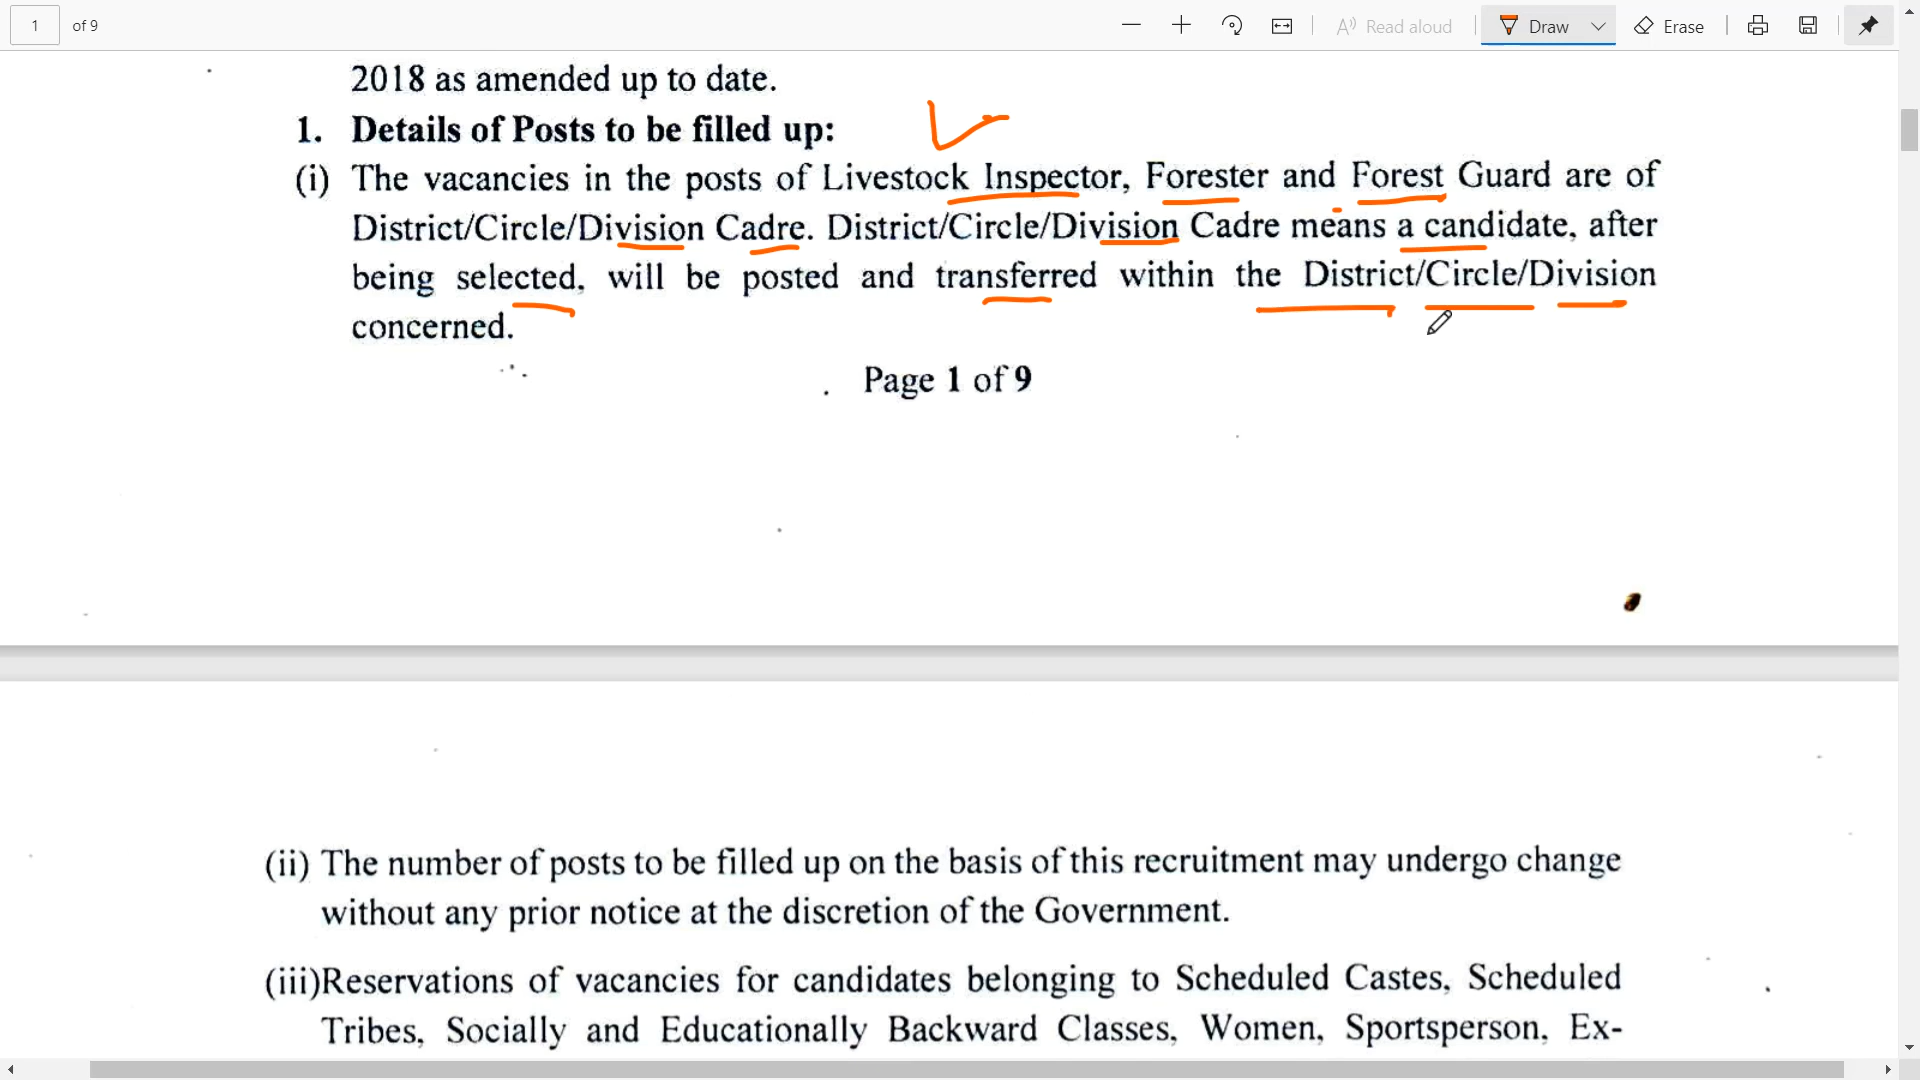 1 of 9 Read aloud Draw Erase
2018 as amended up to date.
1. Details of Posts to be filled up:
(i) The vacancies in the posts of Livestock Inspector, Forester and Forest Guard are of
District/Circle/Division Cadre. District/Circle/Division Cadre means a candidate, after
being selected, will be posted and transferred within the District/Circle/Division
concerned.
Page 1 of 9
(ii) The number of posts to be filled up on the basis of this recruitment may undergo change
without any prior notice at the discretion of the Government.
(iii)Reservations of vacancies for candidates belonging to Scheduled Castes, Scheduled
Tribes, Socially and Educationally Backward Classes, Women, Sportsperson, Ex-